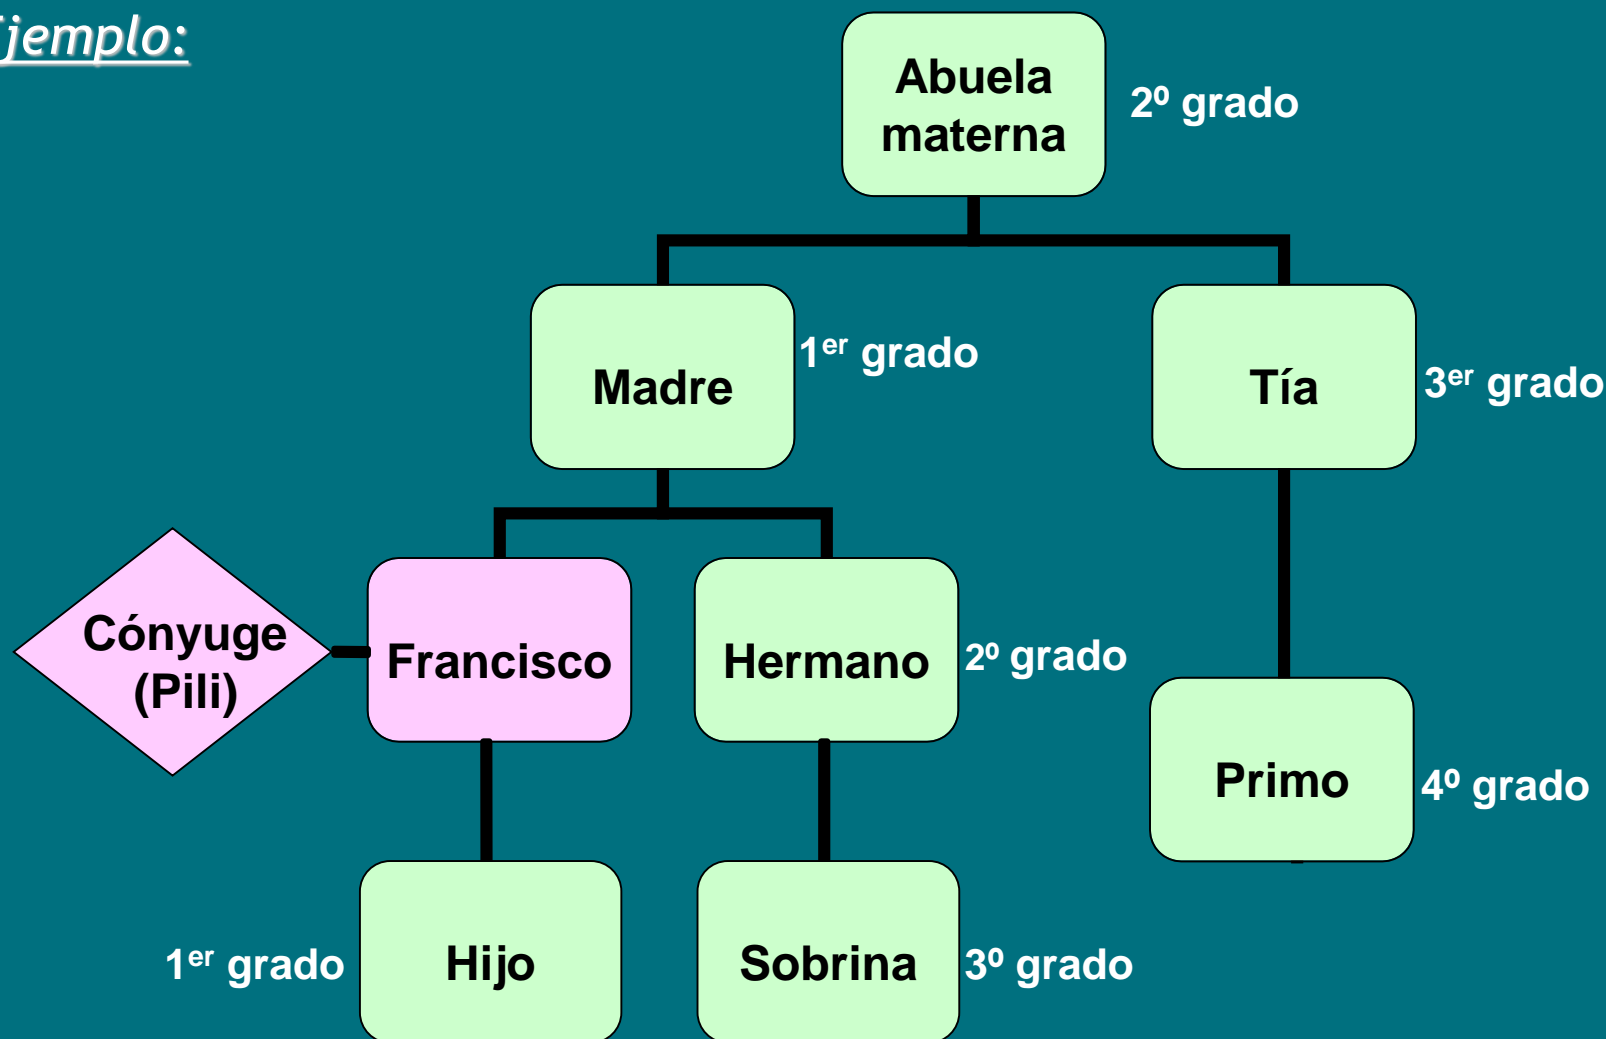 jemplo:
Abuela
materna
2º grado
Madre
1er grado
Tía
3er grado
Cónyuge
(Pili)
Francisco
Hermano
2º grado
Primo
4º grado
1er grado
Hijo
Sobrina
3º grado